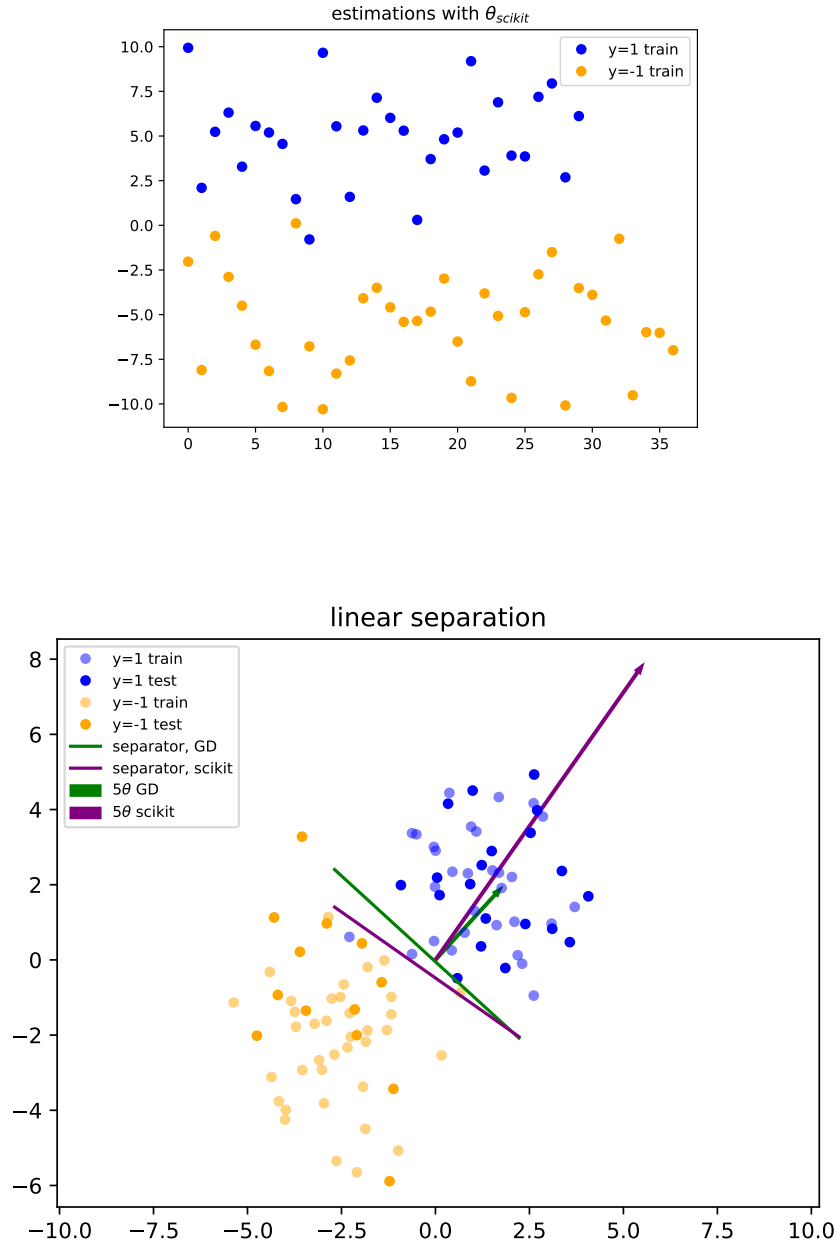 estimations with θscikit
y=1 train
y=-1 train
10.0
7.5
5.0
2.5
0.0
−2.5
−5.0
−7.5
−10.0
0 5 10 15 20 25 30 35
linear separation
y=1 train
y=1 test
y=-1 train
y=-1 test
separator, GD
separator, scikit
5θ GD
5θ scikit
8
6
4
2
0
−2
−4
−6
−10.0 −7.5 −5.0 −2.5 0.0 2.5 5.0 7.5 10.0